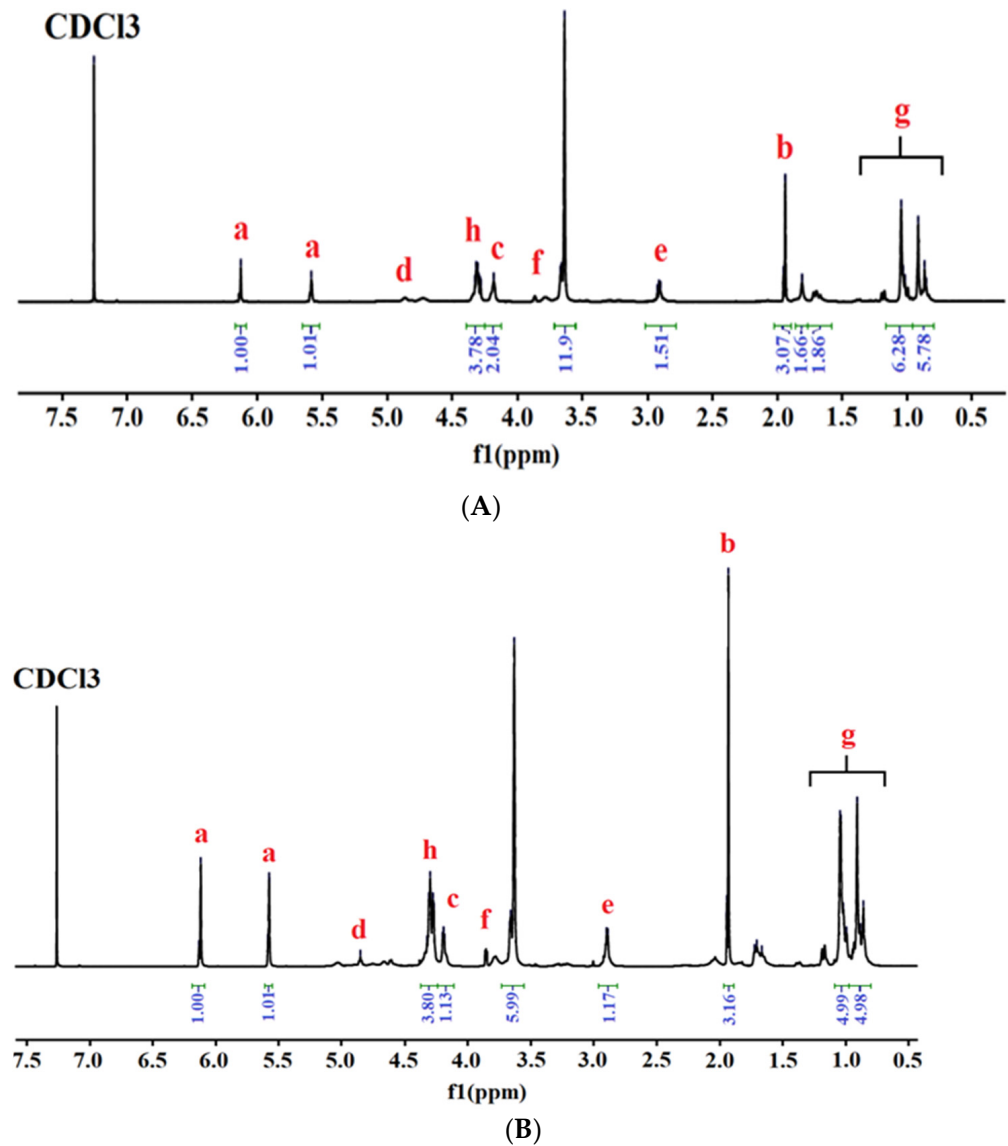 CDCl3
a
a
d
h
c
f
e
b
g
1.00
1.01
3.78
2.04
11.9
1.51
3.07
1.66
1.86
6.28
5.78
7.5 7.0 6.5 6.0 5.5 5.0 4.5 4.0 3.5 3.0 2.5 2.0 1.5 1.0 0.5
f1(ppm)
(A)
CDCl3
a
a
d
h
c
f
e
b
g
1.00
1.01
3.80
1.13
5.99
1.17
3.16
4.99
4.98
7.5 7.0 6.5 6.0 5.5 5.0 4.5 4.0 3.5 3.0 2.5 2.0 1.5 1.0 0.5
f1(ppm)
(B)